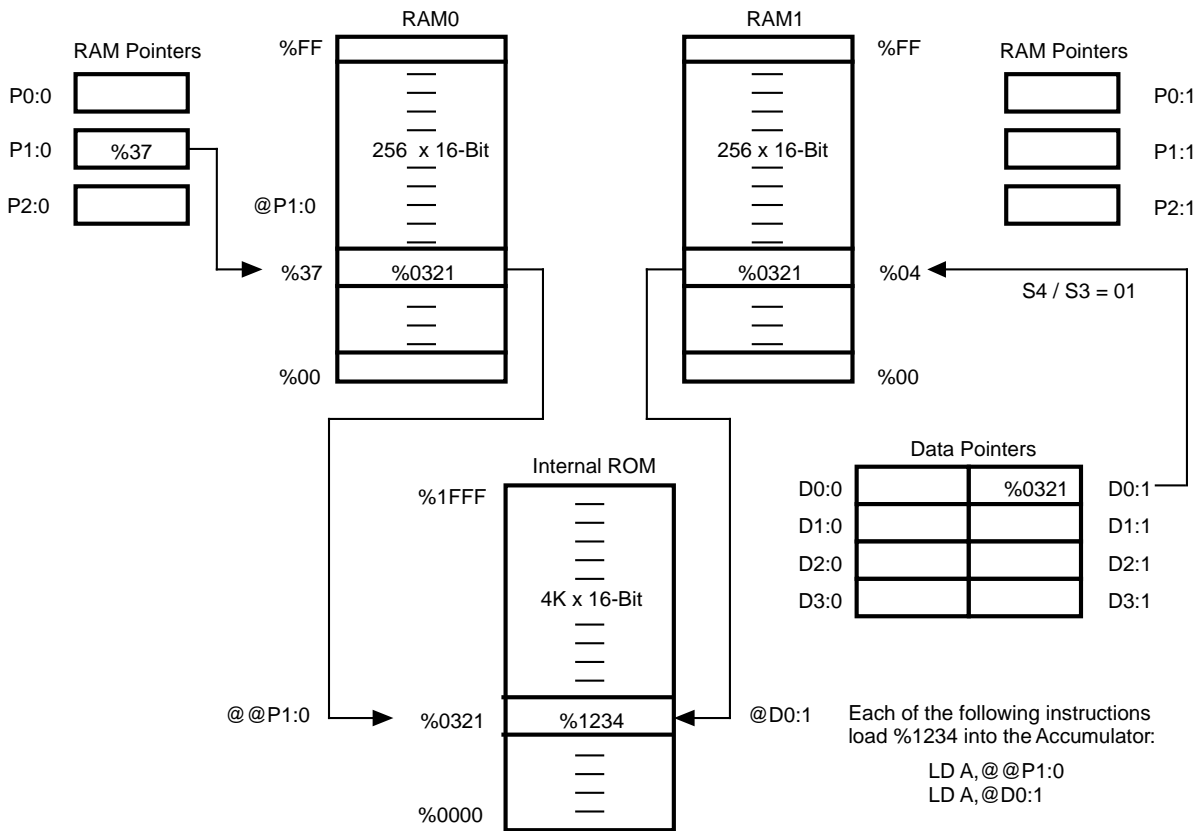 RAM0
RAM1
%FF
%FF
RAM Pointers
RAM Pointers
P0:0
P0:1
P1:0
%37
256 x 16-Bit
256 x 16-Bit
P1:1
P2:0
@P1:0
P2:1
%37
%0321
%0321
%04
S4 / S3 = 01
%00
%00
Data Pointers
Internal ROM
%1FFF
D0:0
%0321
D0:1
D1:0
D1:1
D2:0
D2:1
4K x 16-Bit
D3:0
D3:1
@@P1:0
%0321
%1234
@D0:1
Each of the following instructions
load %1234 into the Accumulator:
LD A,@@P1:0
LD A,@D0:1
%0000